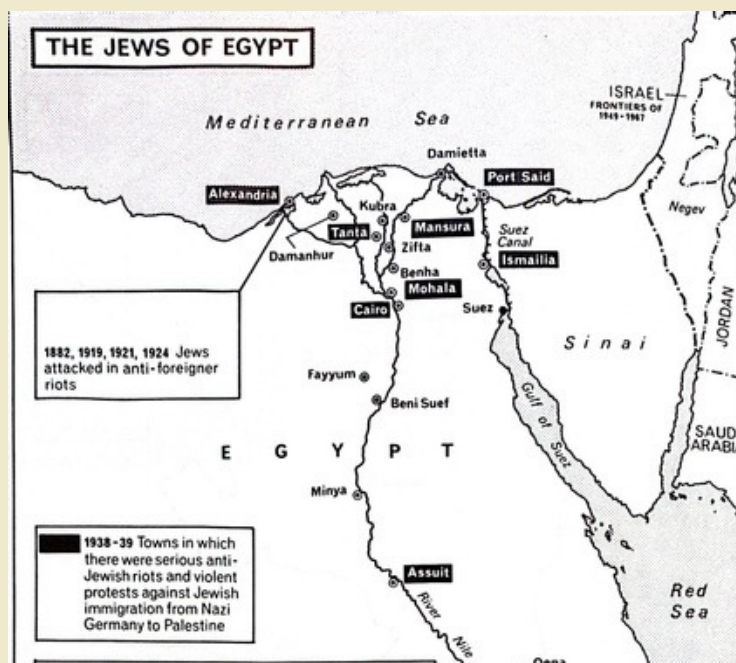 THE JEWS OF EGYPT
ISRAEL
FRONTIERS OF
1949-1967
Mediterranean Sea
Damietta
Alexandria
Port Said
Kubra
Negev
Tanta
Mansura
Suez
Canal
Damanhur
Zifta
Ismailia
Benha
Mohala
Cairo
Suez
JORDAN
Sinai
1882, 1919, 1921, 1924 Jews
attacked in anti-foreigner
riots
Fayyum
Beni Suef
Gulf of Suez
EGYPT
SAUD
ARABI
Minya
1938-39 Towns in which
there were serious anti-
Jewish riots and violent
protests against Jewish
immigration from Nazi
Germany to Palestine
Assuit
River Nile
Red
Sea